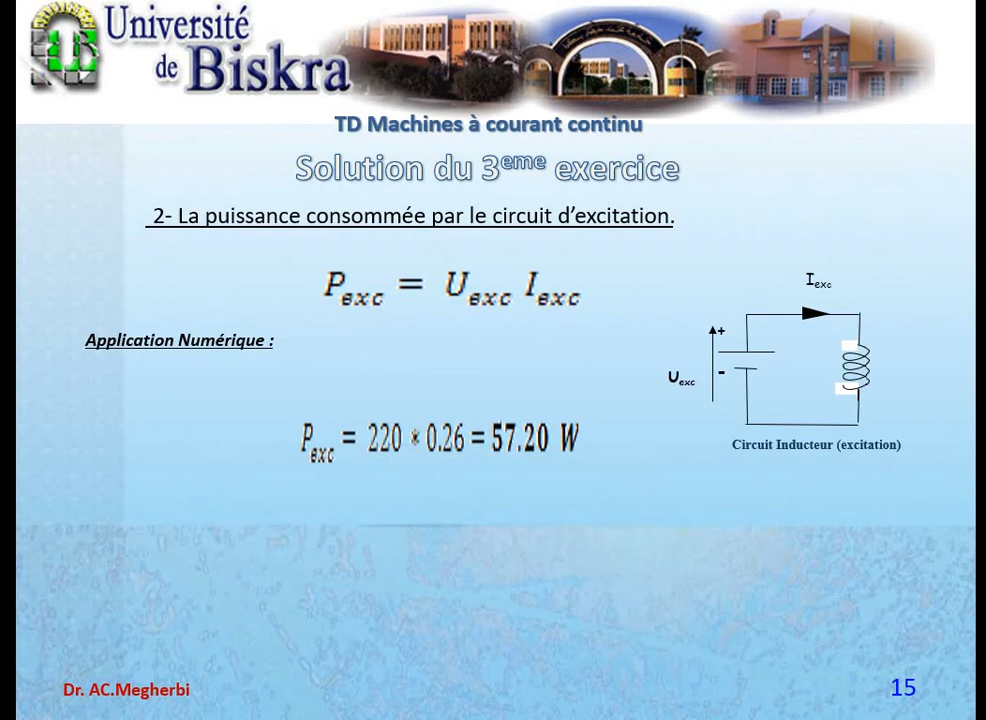 Université
de Biskra
TD Machines à courant continu
Solution du 3eme exercice
2- La puissance consommée par le circuit d’excitation.
Pexc = Uexc Iexc
Iexc
Application Numérique :
+
Uexc
-
Pexc = 220 * 0.26 = 57.20 W
Circuit Inducteur (excitation)
Dr. AC.Megherbi
15